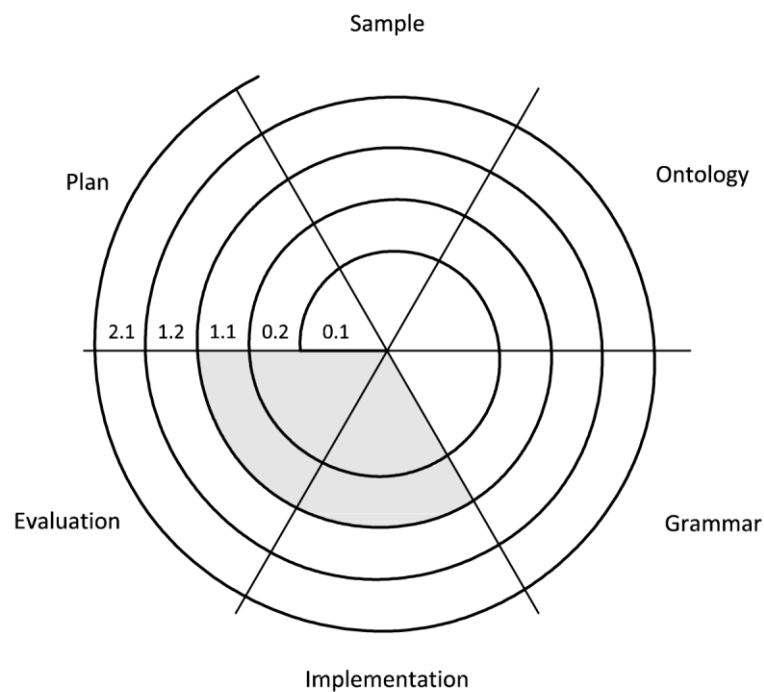 Sample
Plan
Ontology
2.1 1.2 1.1 0.2 0.1
Evaluation
Grammar
Implementation